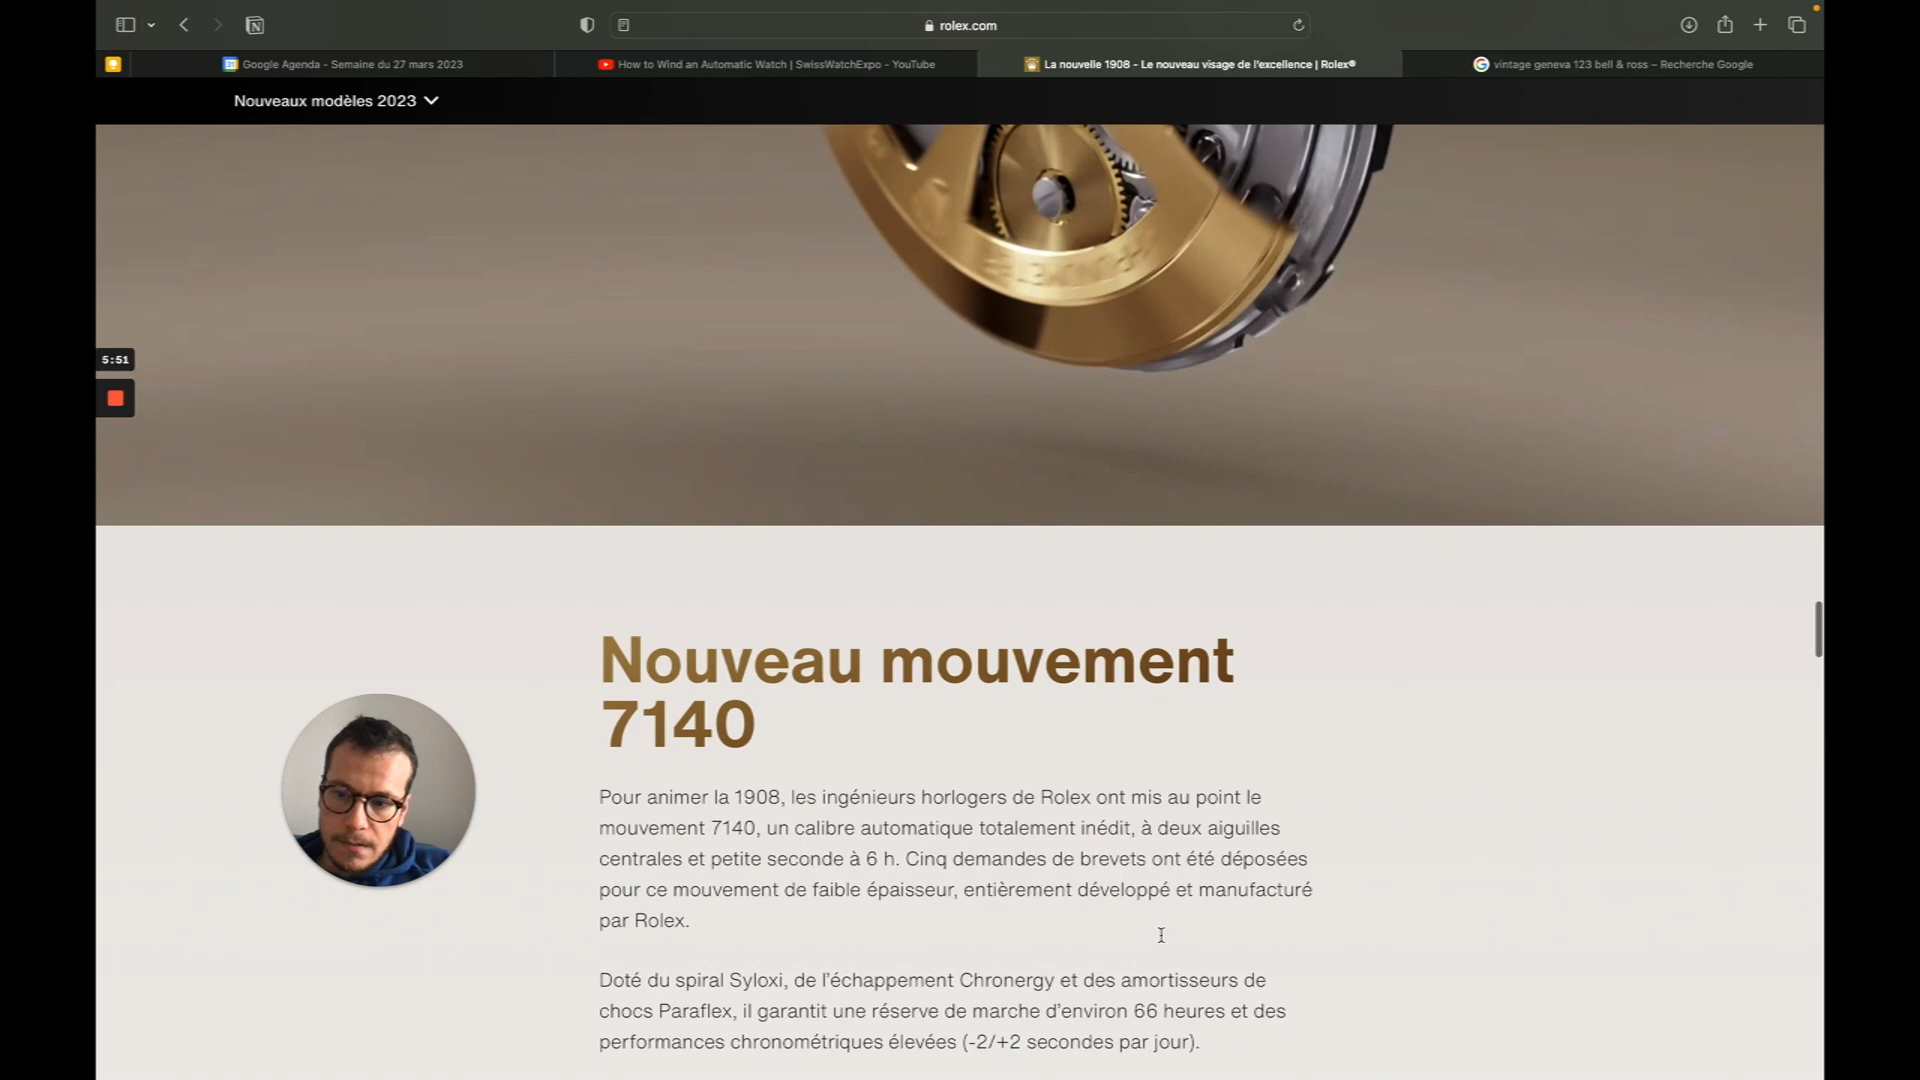 rolex.com
Google Agenda - Semaine du 27 mars 2023
How to Wind an Automatic Watch | SwissWatchExpo - YouTube
La nouvelle 1908 - Le nouveau visage de l'excellence | Rolex®
vintage geneva 123 bell & ross – Recherche Google
Nouveaux modèles 2023
5:51
Nouveau mouvement
7140
Pour animer la 1908, les ingénieurs horlogers de Rolex ont mis au point le
mouvement 7140, un calibre automatique totalement inédit, à deux aiguilles
centrales et petite seconde à 6 h. Cinq demandes de brevets ont été déposées
pour ce mouvement de faible épaisseur, entièrement développé et manufacturé
par Rolex.
Doté du spiral Syloxi, de l'échappement Chronergy et des amortisseurs de
chocs Paraflex, il garantit une réserve de marche d'environ 66 heures et des
performances chronométriques élevées (-2/+2 secondes par jour).